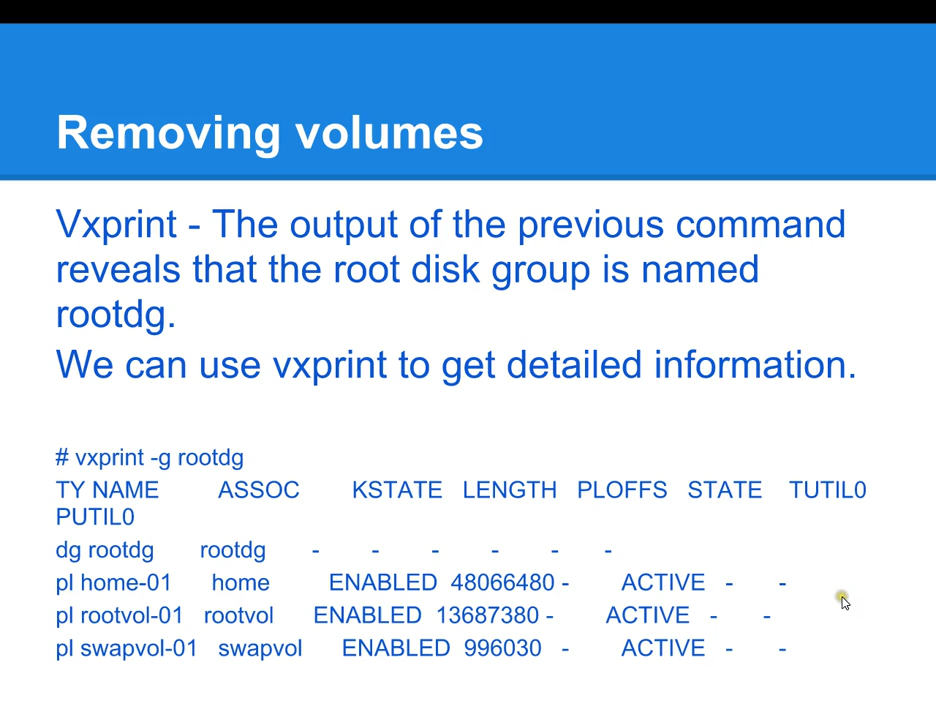 Removing volumes
Vxprint - The output of the previous command
reveals that the root disk group is named
rootdg.
We can use vxprint to get detailed information.
# vxprint -g rootdg
TY NAME ASSOC KSTATE LENGTH PLOFFS STATE TUTIL0
PUTIL0
dg rootdg rootdg - - - - - -
pl home-01 home ENABLED 48066480 - ACTIVE - -
pl rootvol-01 rootvol ENABLED 13687380 - ACTIVE - -
pl swapvol-01 swapvol ENABLED 996030 - ACTIVE - -